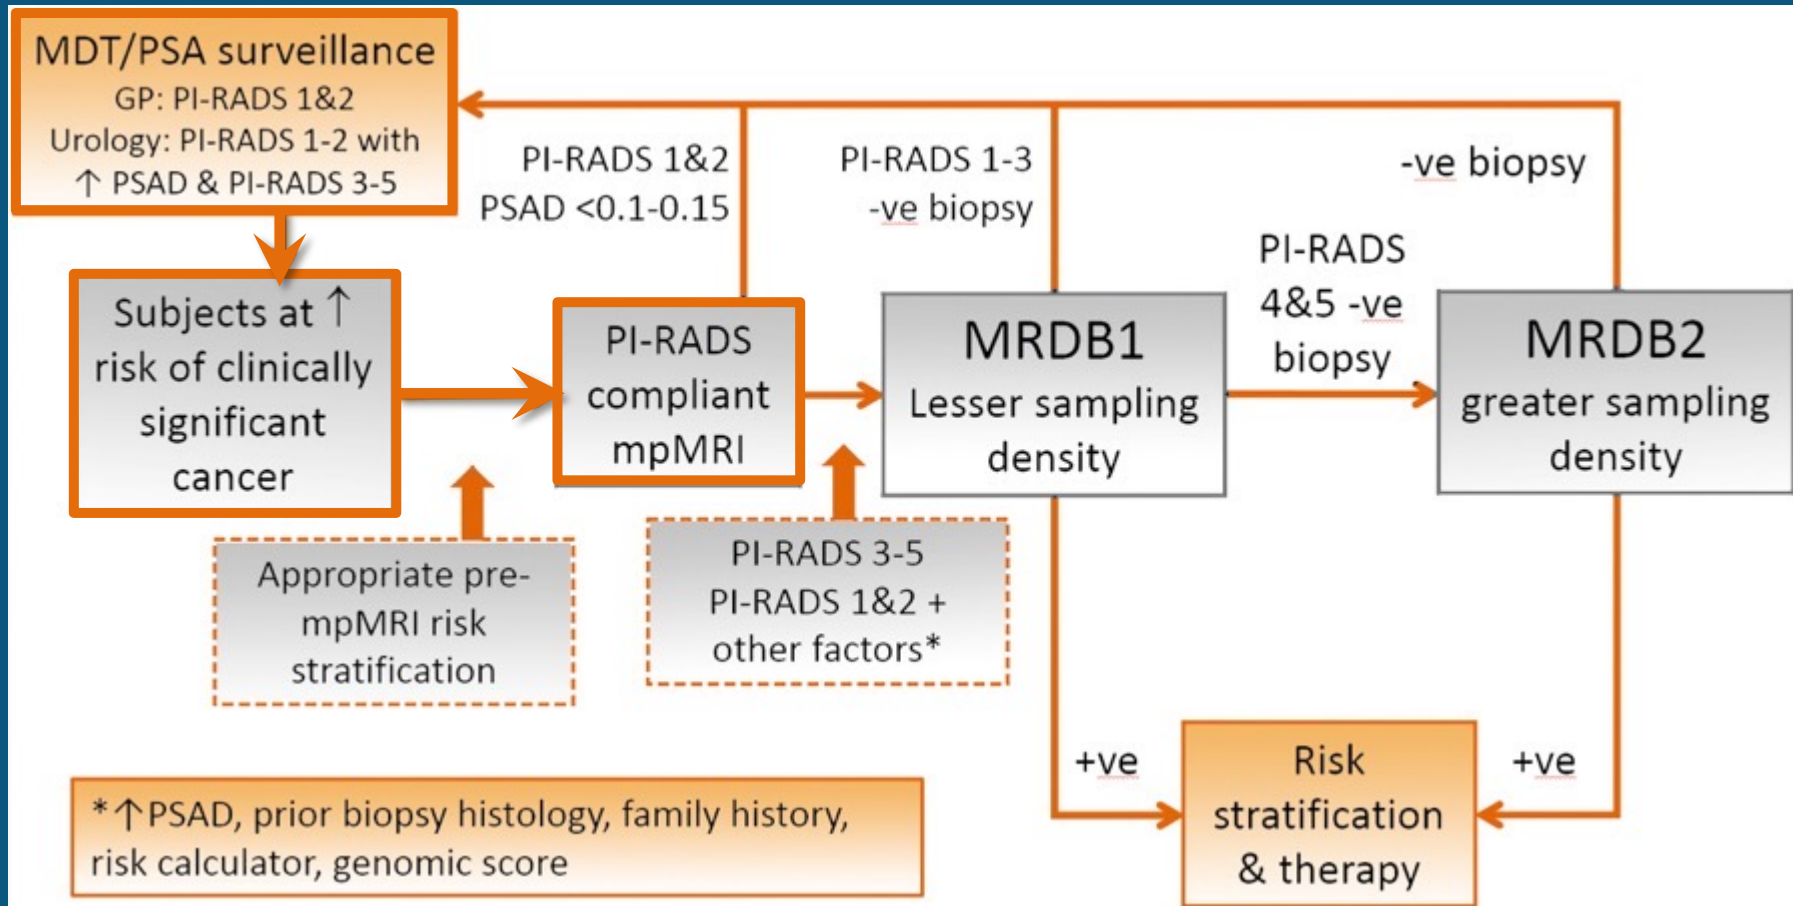 MDT/PSA surveillance
GP: PI-RADS 1&2
Urology: PI-RADS 1-2 with
↑ PSAD & PI-RADS 3-5
PI-RADS 1&2
PSAD <0.1-0.15
PI-RADS 1-3
-ve biopsy
-ve biopsy
PI-RADS
4&5 -ve
biopsy
Subjects at ↑
risk of clinically
significant
cancer
PI-RADS
compliant
mpMRI
MRDB1
Lesser sampling
density
MRDB2
greater sampling
density
Appropriate pre-
mpMRI risk
stratification
PI-RADS 3-5
PI-RADS 1&2 +
other factors*
+ve
Risk
stratification
& therapy
+ve
*↑PSAD, prior biopsy histology, family history,
risk calculator, genomic score